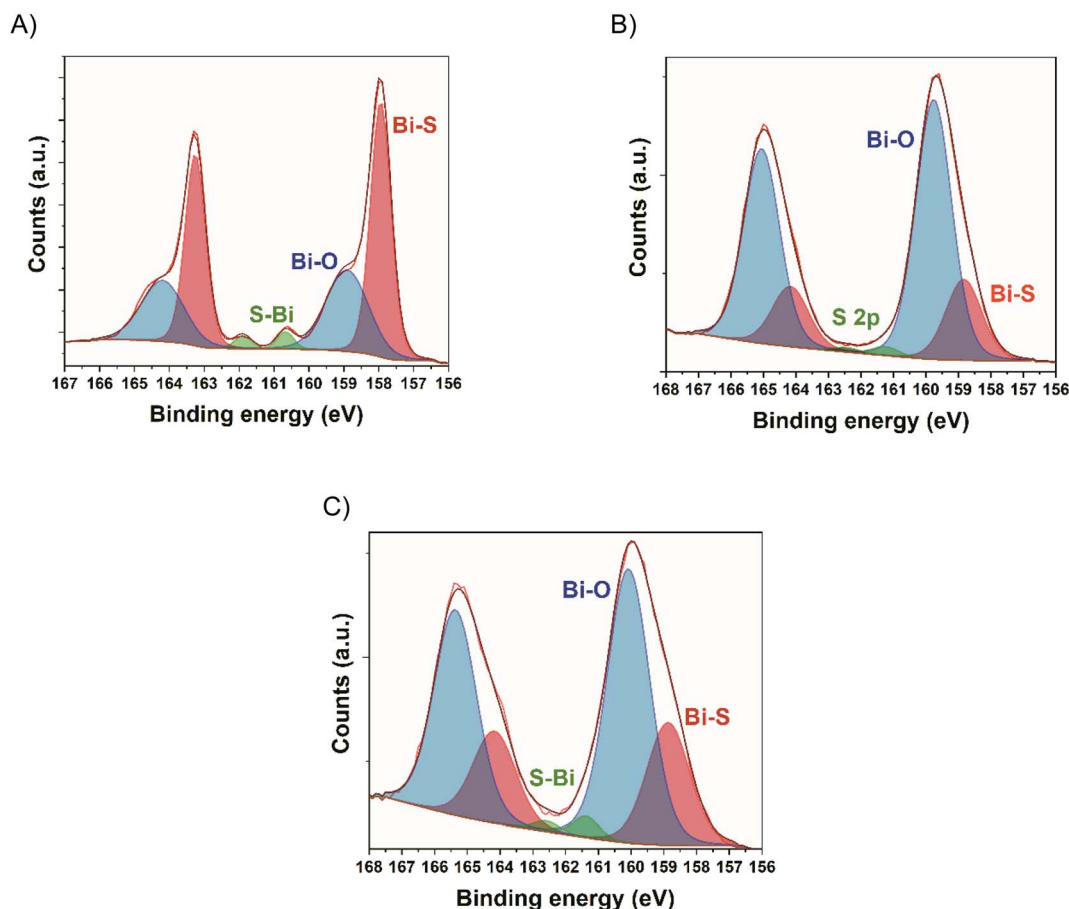 A)
Counts (a.u.)
Bi-S
Bi-O
S-Bi
167 166 165 164 163 162 161 160 159 158 157 156
Binding energy (eV)
B)
Counts (a.u.)
Bi-O
Bi-S
S 2p
168 167 166 165 164 163 162 161 160 159 158 157 156
Binding energy (eV)
C)
Counts (a.u.)
Bi-O
Bi-S
S-Bi
168 167 166 165 164 163 162 161 160 159 158 157 156
Binding energy (eV)